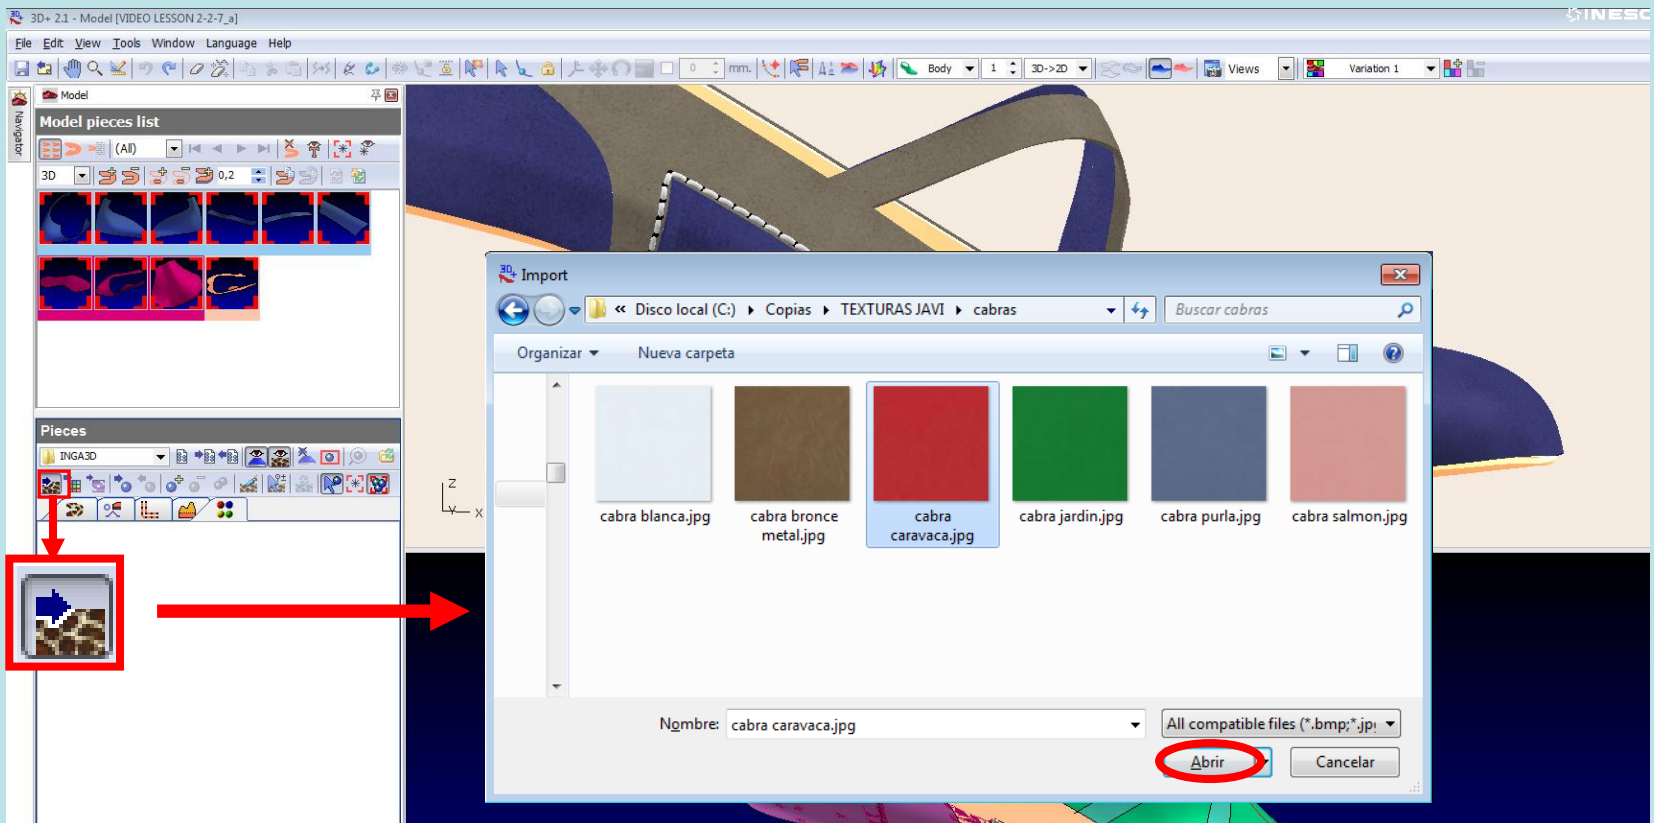 3D+ 2.1 - Model [VIDEO LESSON 2-2-7_a]
INESC
File Edit View Tools Window Language Help
0 mm. Body 1 3D->2D Views Variation 1
Navigator
Model
Model pieces list
(All)
3D 0,2
Pieces
INGA3D
Z
Y X
3D+ Import
« Disco local (C:) Copias TEXTURAS JAVI cabras Buscar cabras
Organizar Nueva carpeta
cabra blanca.jpg
cabra bronce
metal.jpg
cabra
caravaca.jpg
cabra jardin.jpg
cabra purla.jpg
cabra salmon.jpg
Nombre: cabra caravaca.jpg All compatible files (*.bmp;*.jp
Abrir Cancelar